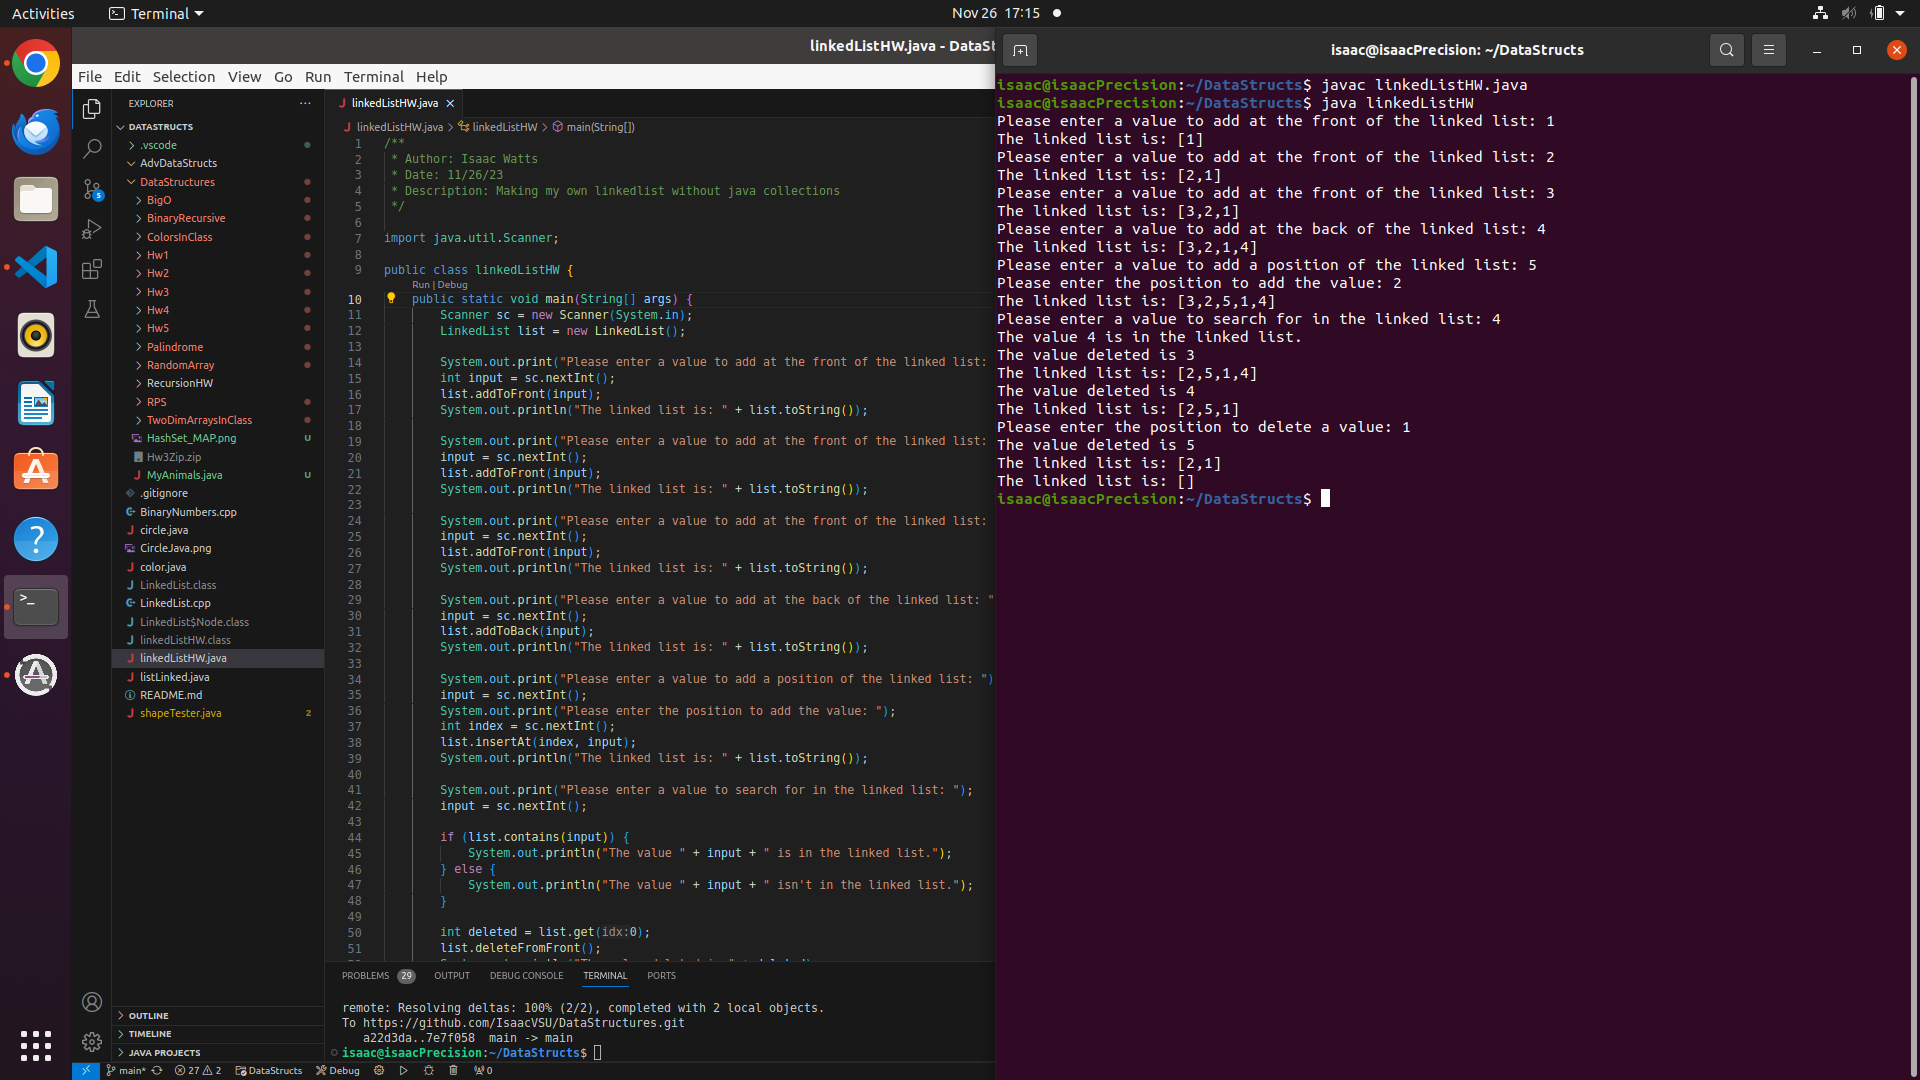 Activities
Terminal
Nov 26 17:15
linkedListHW.java - DataSt
isaac@isaacPrecision: ~/DataStructs
File Edit Selection View Go Run Terminal Help
EXPLORER
DATASTRUCTS
.vscode
AdvDataStructs
DataStructures
BigO
BinaryRecursive
ColorsInClass
Hw1
Hw2
Hw3
Hw4
Hw5
Palindrome
RandomArray
RecursionHW
RPS
TwoDimArraysInClass
HashSet_MAP.png U
Hw3Zip.zip
MyAnimals.java U
.gitignore
BinaryNumbers.cpp
circle.java
CircleJava.png
color.java
LinkedList.class
LinkedList.cpp
LinkedList$Node.class
linkedListHW.class
linkedListHW.java
listLinked.java
README.md
shapeTester.java 2
OUTLINE
TIMELINE
JAVA PROJECTS
5
linkedListHW.java
linkedListHW.java > linkedListHW > main(String[])
1 /**
2 * Author: Isaac Watts
3 * Date: 11/26/23
4 * Description: Making my own linkedlist without java collections
5 */
6
7 import java.util.Scanner;
8
9 public class linkedListHW {
Run | Debug
10 public static void main(String[] args) {
11 Scanner sc = new Scanner(System.in);
12 LinkedList list = new LinkedList();
13
14 System.out.print("Please enter a value to add at the front of the linked list:
15 int input = sc.nextInt();
16 list.addToFront(input);
17 System.out.println("The linked list is: " + list.toString());
18
19 System.out.print("Please enter a value to add at the front of the linked list:
20 input = sc.nextInt();
21 list.addToFront(input);
22 System.out.println("The linked list is: " + list.toString());
23
24 System.out.print("Please enter a value to add at the front of the linked list:
25 input = sc.nextInt();
26 list.addToFront(input);
27 System.out.println("The linked list is: " + list.toString());
28
29 System.out.print("Please enter a value to add at the back of the linked list: "
30 input = sc.nextInt();
31 list.addToBack(input);
32 System.out.println("The linked list is: " + list.toString());
33
34 System.out.print("Please enter a value to add a position of the linked list: ")
35 input = sc.nextInt();
36 System.out.print("Please enter the position to add the value: ");
37 int index = sc.nextInt();
38 list.insertAt(index, input);
39 System.out.println("The linked list is: " + list.toString());
40
41 System.out.print("Please enter a value to search for in the linked list: ");
42 input = sc.nextInt();
43
44 if (list.contains(input)) {
45 System.out.println("The value " + input + " is in the linked list.");
46 } else {
47 System.out.println("The value " + input + " isn't in the linked list.");
48 }
49
50 int deleted = list.get(idx:0);
51 list.deleteFromFront();
PROBLEMS 29 OUTPUT DEBUG CONSOLE TERMINAL PORTS
remote: Resolving deltas: 100% (2/2), completed with 2 local objects.
To https://github.com/IsaacVSU/DataStructures.git
a22d3da..7e7f058 main -> main
isaac@isaacPrecision:~/DataStructs$
main* 27 2 DataStructs Debug 0
isaac@isaacPrecision:~/DataStructs$ javac linkedListHW.java
isaac@isaacPrecision:~/DataStructs$ java linkedListHW
Please enter a value to add at the front of the linked list: 1
The linked list is: [1]
Please enter a value to add at the front of the linked list: 2
The linked list is: [2,1]
Please enter a value to add at the front of the linked list: 3
The linked list is: [3,2,1]
Please enter a value to add at the back of the linked list: 4
The linked list is: [3,2,1,4]
Please enter a value to add a position of the linked list: 5
Please enter the position to add the value: 2
The linked list is: [3,2,5,1,4]
Please enter a value to search for in the linked list: 4
The value 4 is in the linked list.
The value deleted is 3
The linked list is: [2,5,1,4]
The value deleted is 4
The linked list is: [2,5,1]
Please enter the position to delete a value: 1
The value deleted is 5
The linked list is: [2,1]
The linked list is: []
isaac@isaacPrecision:~/DataStructs$